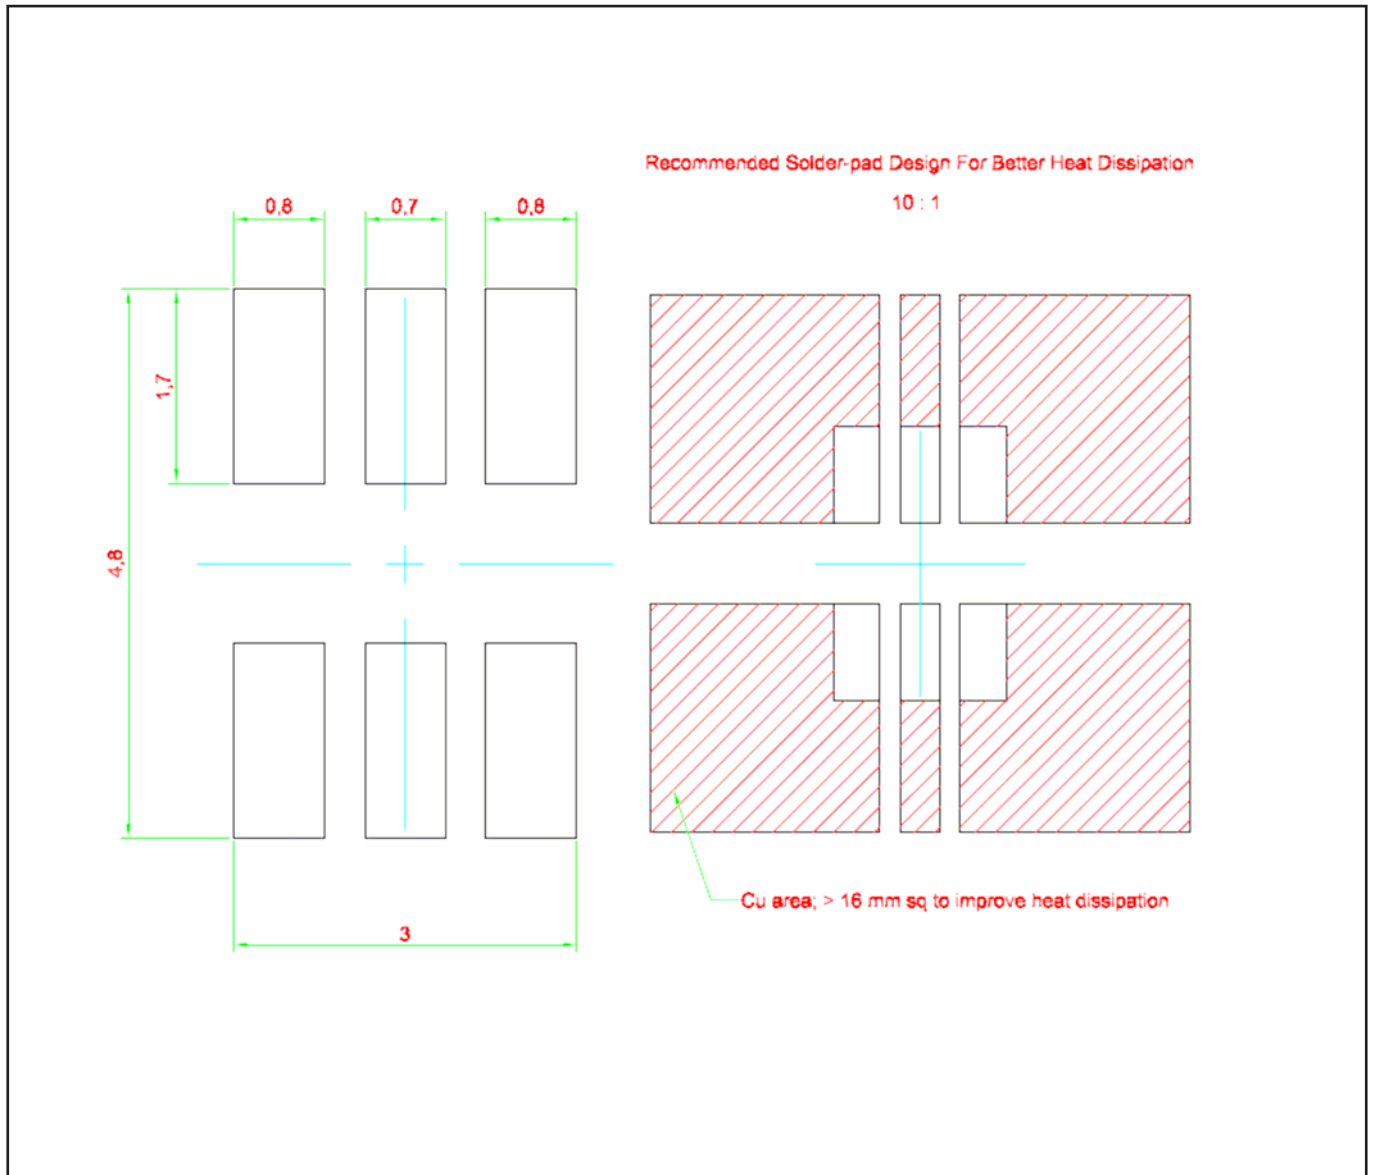 Recommended Solder-pad Design For Better Heat Dissipation
10 : 1
0,8
0,7
0,8
1,7
4,8
Cu area; > 16 mm sq to improve heat dissipation
3